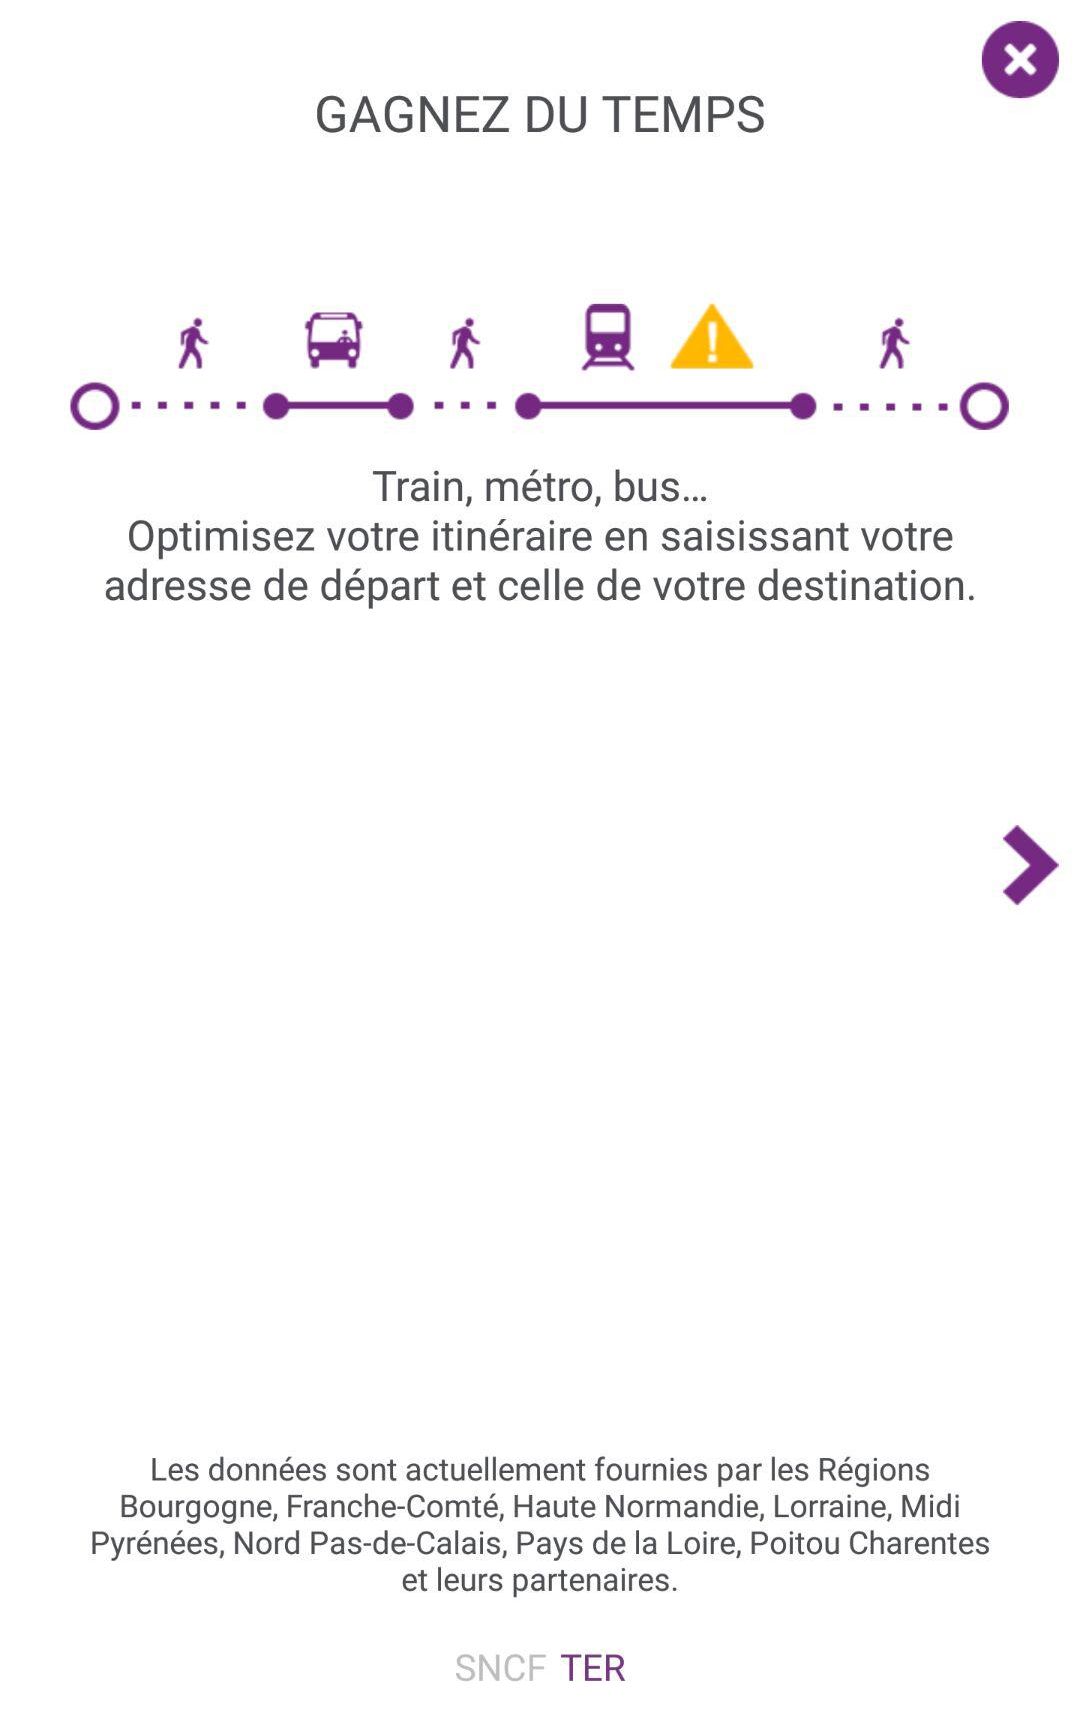 GAGNEZ DU TEMPS
Train, métro, bus...
Optimisez votre itinéraire en saisissant votre
adresse de départ et celle de votre destination.
Les données sont actuellement fournies par les Régions
Bourgogne, Franche-Comté, Haute Normandie, Lorraine, Midi
Pyrénées, Nord Pas-de-Calais, Pays de la Loire, Poitou Charentes
et leurs partenaires.
SNCF TER